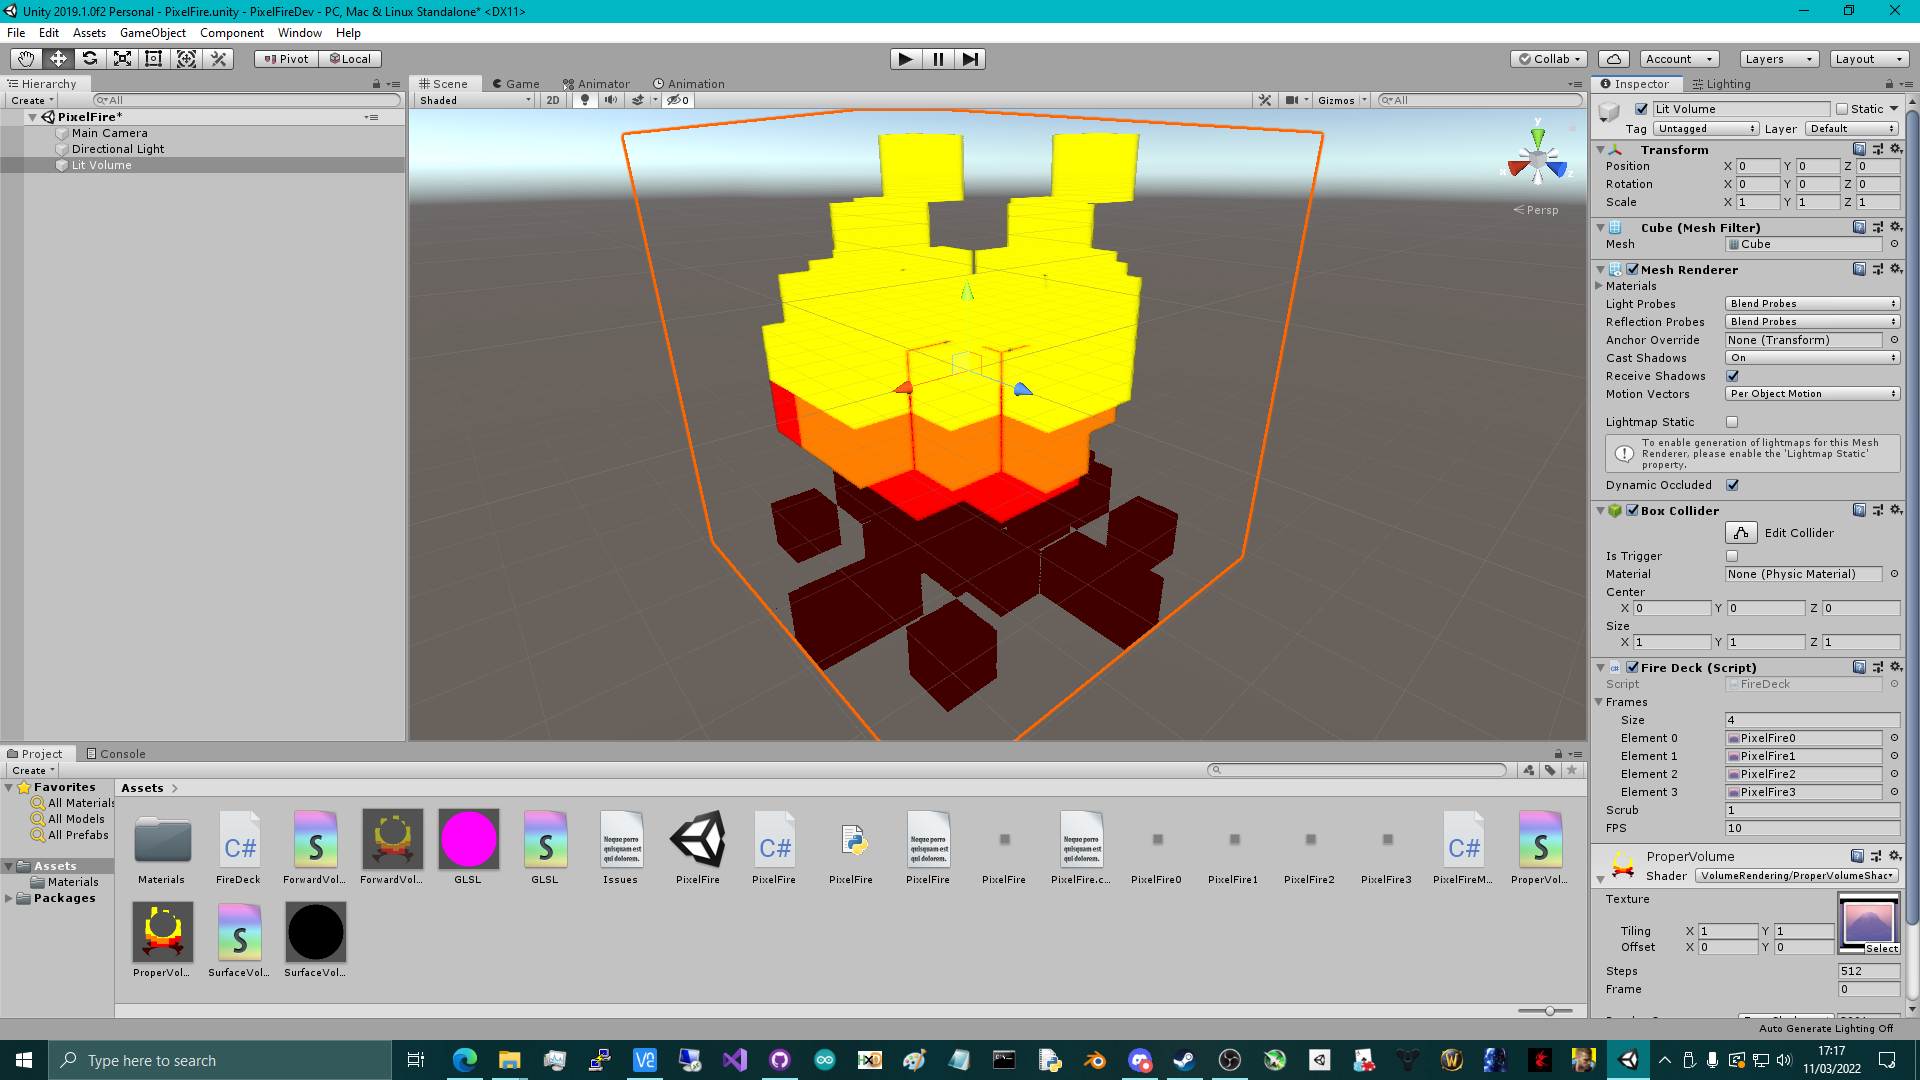 Unity 2019.1.0f2 Personal - PixelFire.unity - PixelFireDev - PC, Mac & Linux Standalone* <DX11>
File Edit Assets GameObject Component Window Help
Pivot Local Collab Account Layers Layout
Hierarchy
Create All
PixelFire*
Main Camera
Directional Light
Lit Volume
Scene Game Animator Animation
Shaded 2D 0 Gizmos All
y
x
z
Persp
Inspector Lighting
Lit Volume Static
Tag Untagged Layer Default
Transform
Position X 0 Y 0 Z 0
Rotation X 0 Y 0 Z 0
Scale X 1 Y 1 Z 1
Cube (Mesh Filter)
Mesh Cube
Mesh Renderer
Materials
Light Probes Blend Probes
Reflection Probes Blend Probes
Anchor Override None (Transform)
Cast Shadows On
Receive Shadows
Motion Vectors Per Object Motion
Lightmap Static
To enable generation of lightmaps for this Mesh
Renderer, please enable the 'Lightmap Static'
property.
Dynamic Occluded
Box Collider
Edit Collider
Is Trigger
Material None (Physic Material)
Center
X 0 Y 0 Z 0
Size
X 1 Y 1 Z 1
Fire Deck (Script)
Script FireDeck
Frames
Size 4
Element 0 PixelFire0
Element 1 PixelFire1
Element 2 PixelFire2
Element 3 PixelFire3
Scrub 1
FPS 10
ProperVolume
Shader VolumeRendering/ProperVolumeShac
Texture
Tiling X 1 Y 1
Offset X 0 Y 0
Select
Steps 512
Frame 0
Project Console
Create
Favorites
All Materials
All Models
All Prefabs
Assets
Materials
Packages
Assets
C# Neque porro quisquam est qui dolorem.
Materials FireDeck ForwardVol... ForwardVol... GLSL GLSL Issues PixelFire PixelFire PixelFire PixelFire PixelFire PixelFire.c... PixelFire0 PixelFire1 PixelFire2 PixelFire3 PixelFireM... ProperVol...
ProperVol... SurfaceVol... SurfaceVol...
Auto Generate Lighting Off
Type here to search
17:17
11/03/2022